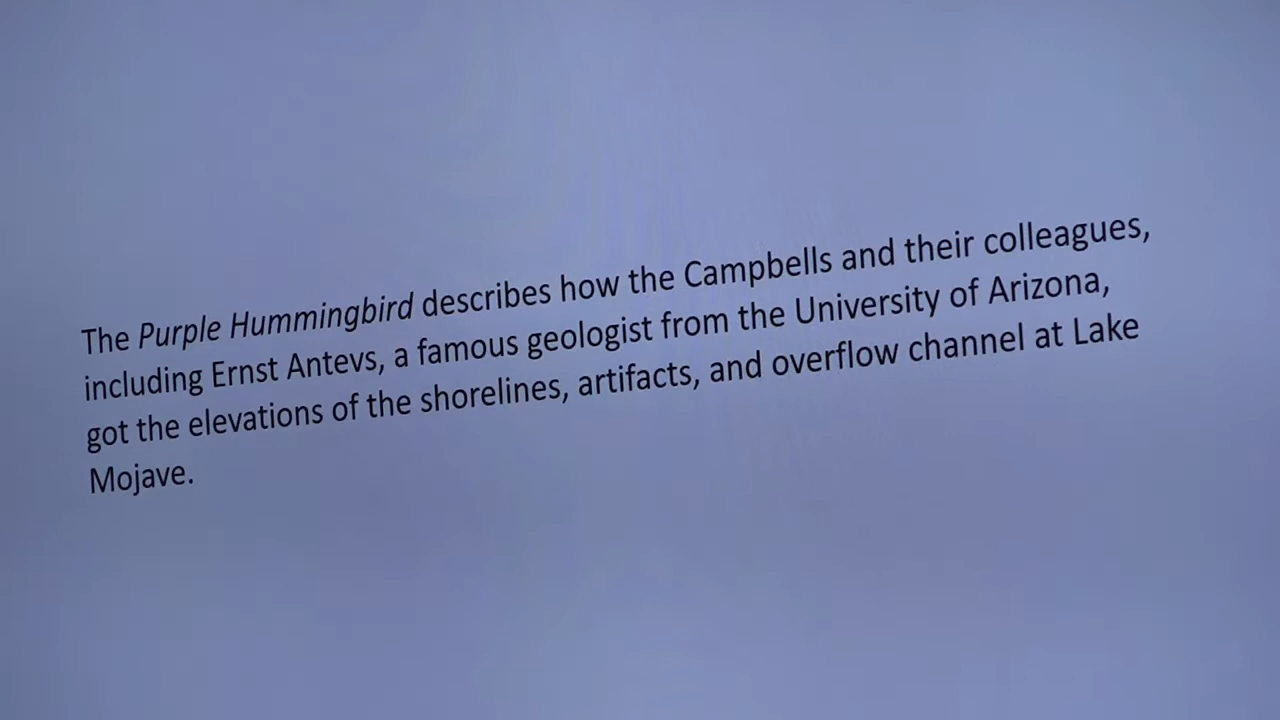 The Purple Hummingbird describes how the Campbells and their colleagues,
including Ernst Antevs, a famous geologist from the University of Arizona,
got the elevations of the shorelines, artifacts, and overflow channel at Lake
Mojave.